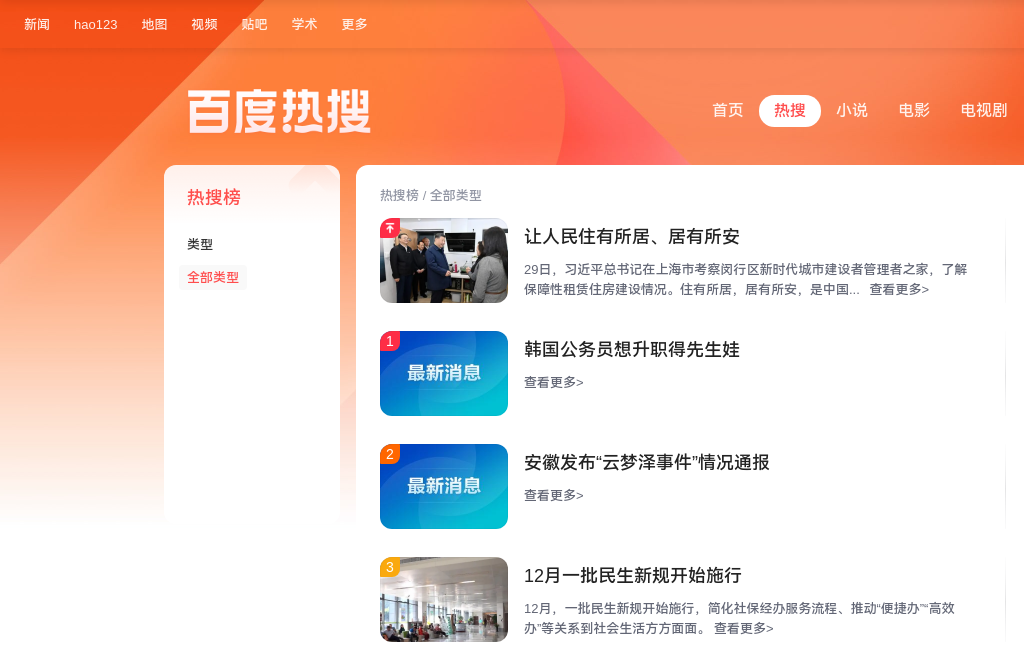 新闻 hao123 地图 视频 贴吧 学术 更多
百度热搜
首页 热搜 小说 电影 电视剧
热搜榜
类型
全部类型
热搜榜 / 全部类型
让人民住有所居、居有所安
29日，习近平总书记在上海市考察闵行区新时代城市建设者管理者之家，了解
保障性租赁住房建设情况。住有所居，居有所安，是中国... 查看更多>
1
最新消息
韩国公务员想升职得先生娃
查看更多>
2
最新消息
安徽发布“云梦泽事件”情况通报
查看更多>
3
12月一批民生新规开始施行
12月，一批民生新规开始施行，简化社保经办服务流程、推动“便捷办”“高效
办”等关系到社会生活方方面面。 查看更多>